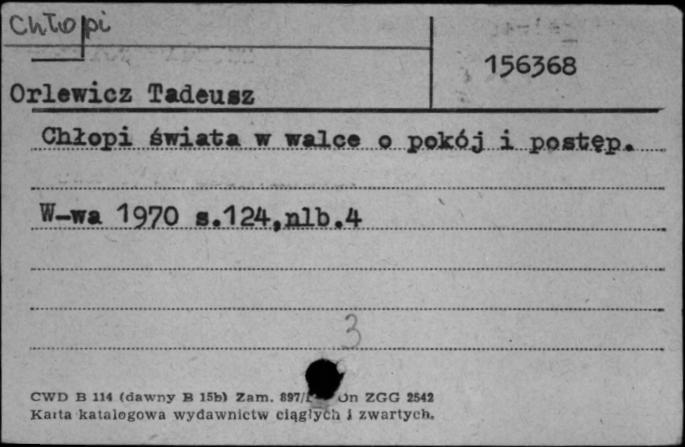 Chłopi
156368
Orlewicz Tadeusz
Chłopi świata w walce o pokój i postęp.
W-wa 1970 s.124,nlb.4
3
CWD B 114 (dawny B 15b) Zam. 897/ ZGG 2542
Karta katalogowa wydawnictw ciągłych i zwartych.